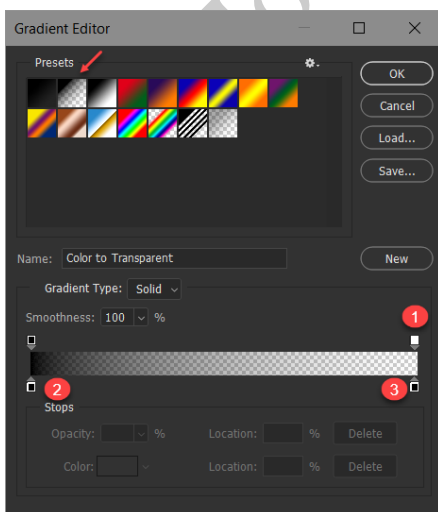 Gradient Editor
Presets
OK
Cancel
Load...
Save...
Name: Color to Transparent
New
Gradient Type: Solid
Smoothness: 100 %
1
2
3
Stops
Opacity: % Location: % Delete
Color: Location: % Delete